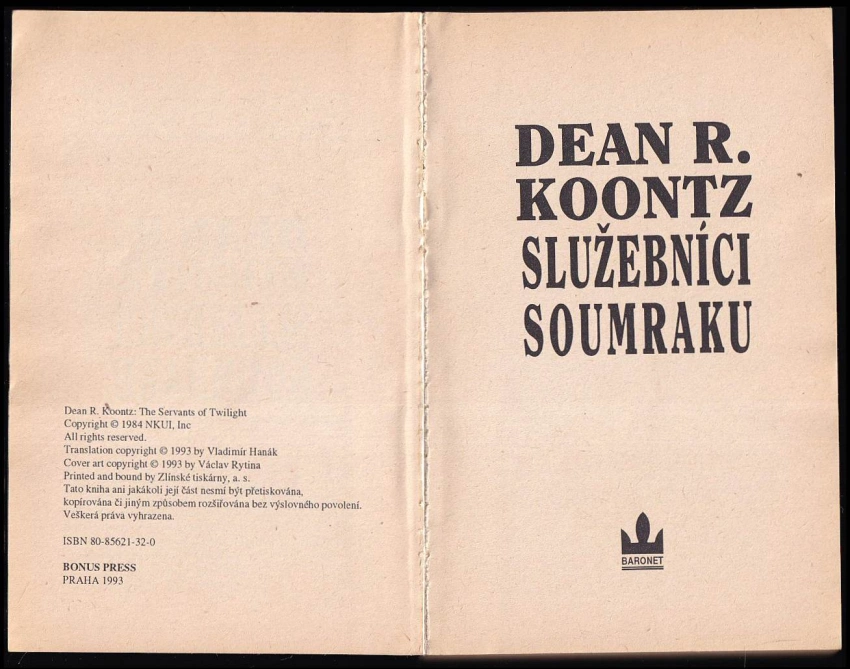 Dean R. Koontz: The Servants of Twilight
Copyright © 1984 NKUI, Inc
All rights reserved.
Translation copyright © 1993 by Vladimír Hanák
Cover art copyright © 1993 by Václav Rytina
Printed and bound by Zlínské tiskárny, a. s.
Tato kniha ani jakákoli její část nesmí být přetiskována,
kopírována či jiným způsobem rozšiřována bez výslovného povolení.
Veškerá práva vyhrazena.
ISBN 80-85621-32-0
BONUS PRESS
PRAHA 1993
DEAN R.
KOONTZ
SLUŽEBNÍCI
SOUMRAKU
BARONET